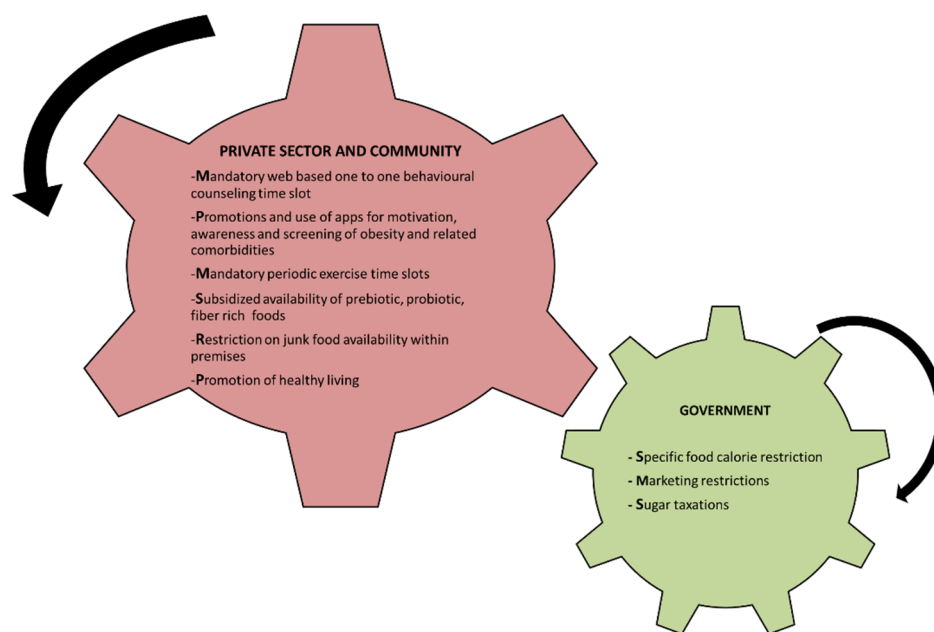 PRIVATE SECTOR AND COMMUNITY
-Mandatory web based one to one behavioural
counseling time slot
-Promotions and use of apps for motivation,
awareness and screening of obesity and related
comorbidities
-Mandatory periodic exercise time slots
-Subsidized availability of prebiotic, probiotic,
fiber rich foods
-Restriction on junk food availability within
premises
-Promotion of healthy living
GOVERNMENT
- Specific food calorie restriction
- Marketing restrictions
- Sugar taxations